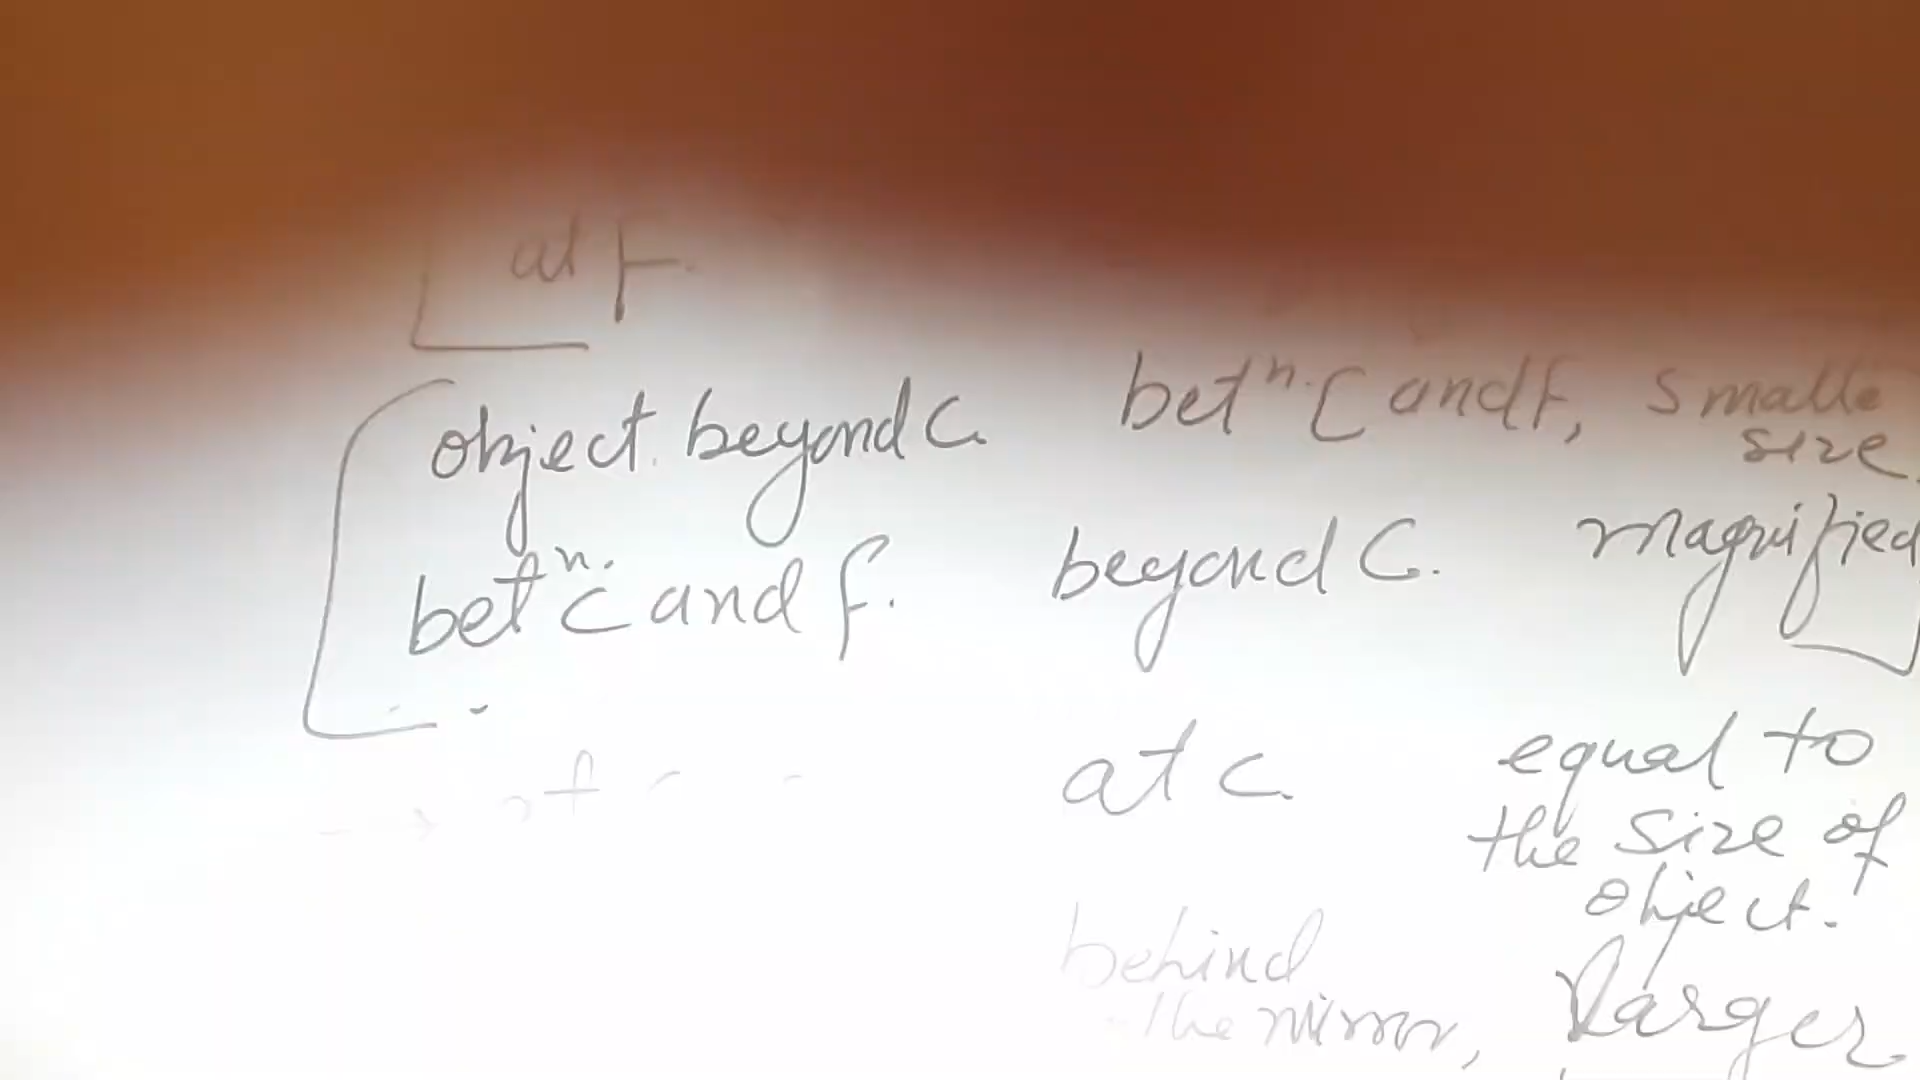 at F.
object beyond C. betⁿ. C and F, Smalle
size
betⁿ. C and F. beyond C. magnified
at C. equal to
the size of
object.
behind
the mirror, larger